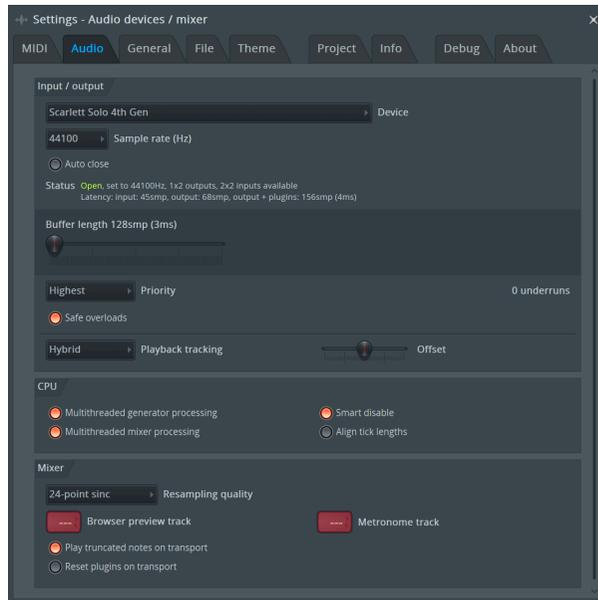 Settings - Audio devices / mixer
MIDI Audio General File Theme Project Info Debug About
Input / output
Scarlett Solo 4th Gen Device
44100 Sample rate (Hz)
Auto close
Status Open, set to 44100Hz, 1x2 outputs, 2x2 inputs available
Latency: input: 45smp, output: 68smp, output + plugins: 156smp (4ms)
Buffer length 128smp (3ms)
Highest Priority 0 underruns
Safe overloads
Hybrid Playback tracking Offset
CPU
Multithreaded generator processing Smart disable
Multithreaded mixer processing Align tick lengths
Mixer
24-point sinc Resampling quality
--- Browser preview track --- Metronome track
Play truncated notes on transport
Reset plugins on transport